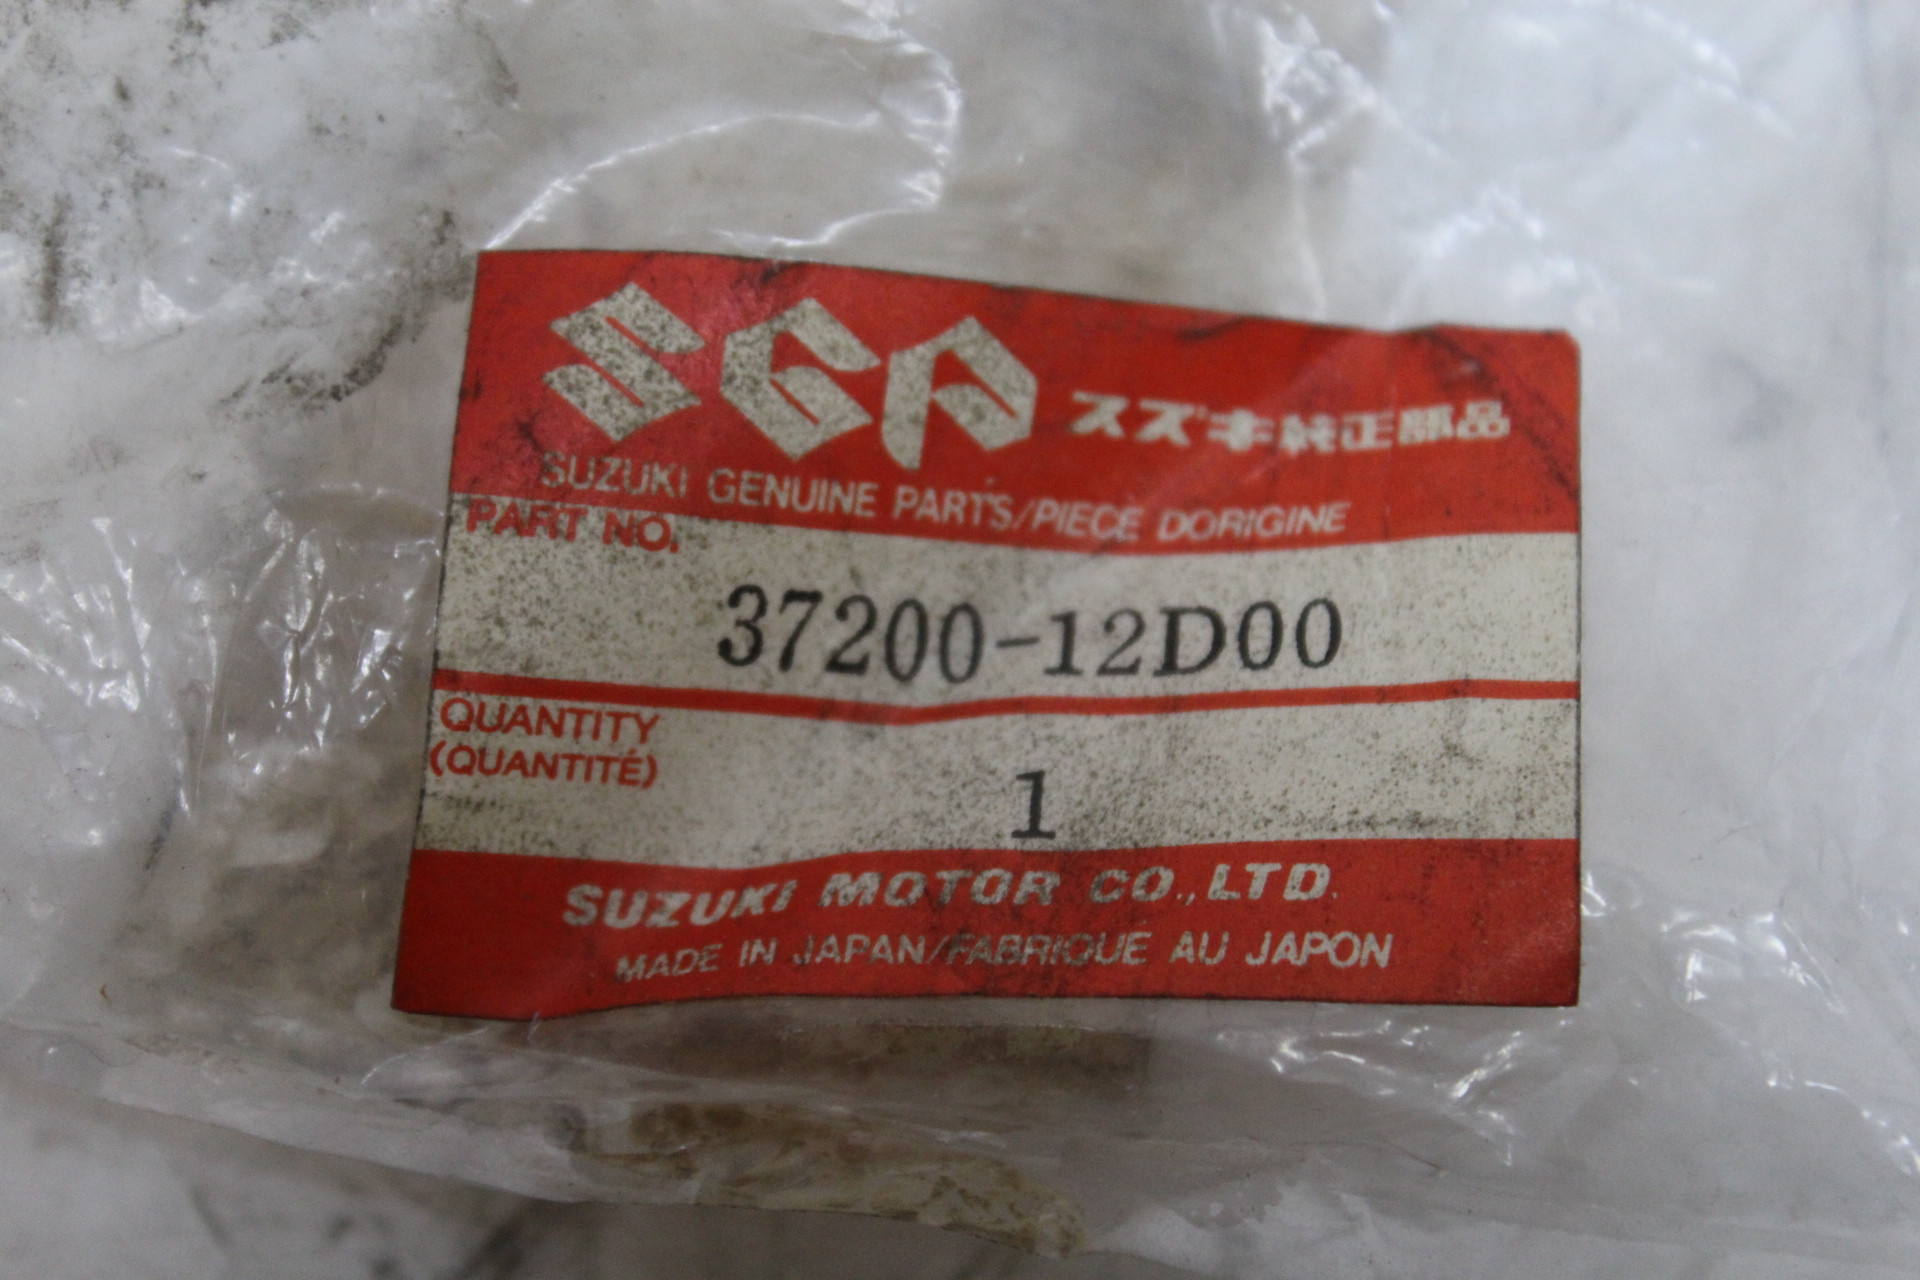 SGP スズキ純正部品
SUZUKI GENUINE PARTS/PIECE DORIGINE
PART NO.
37200-12D00
QUANTITY
(QUANTITÉ)
1
SUZUKI MOTOR CO.,LTD.
MADE IN JAPAN/FABRIQUE AU JAPON